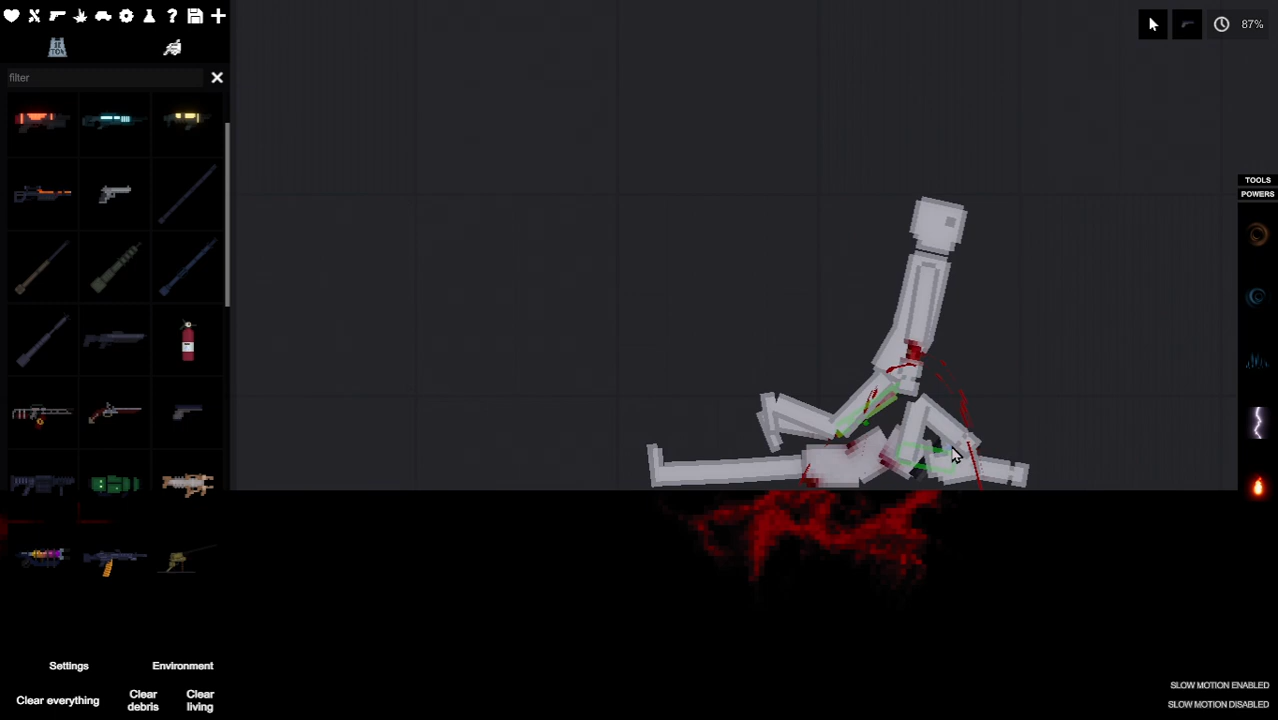 87%
filter
TOOLS
POWERS
Settings
Environment
Clear everything
Clear
debris
Clear
living
SLOW MOTION ENABLED
SLOW MOTION DISABLED